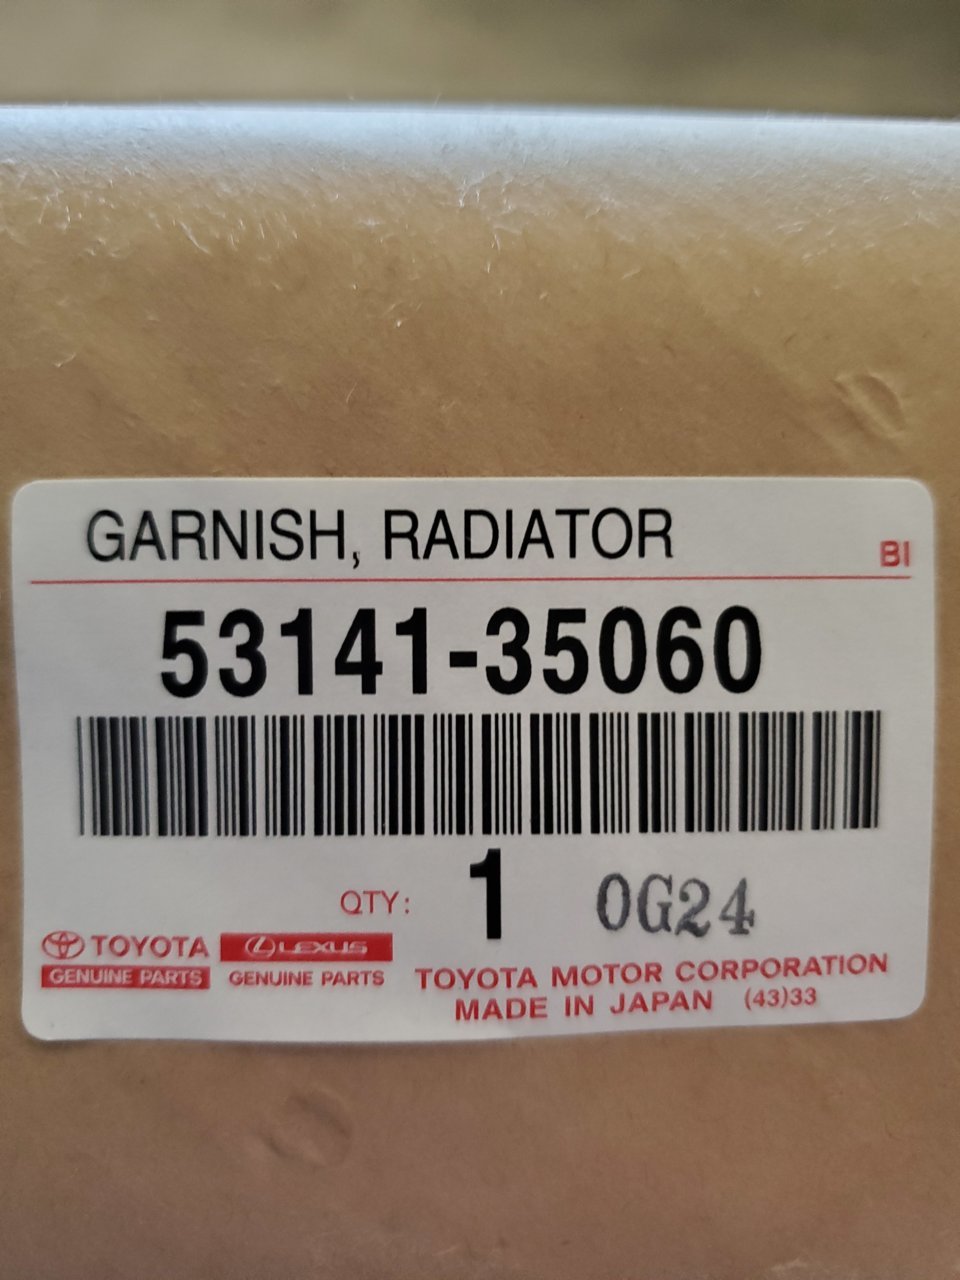 GARNISH, RADIATOR
BI
53141-35060
QTY: 1 0G24
TOYOTA LEXUS
GENUINE PARTS GENUINE PARTS
TOYOTA MOTOR CORPORATION
MADE IN JAPAN (43)33